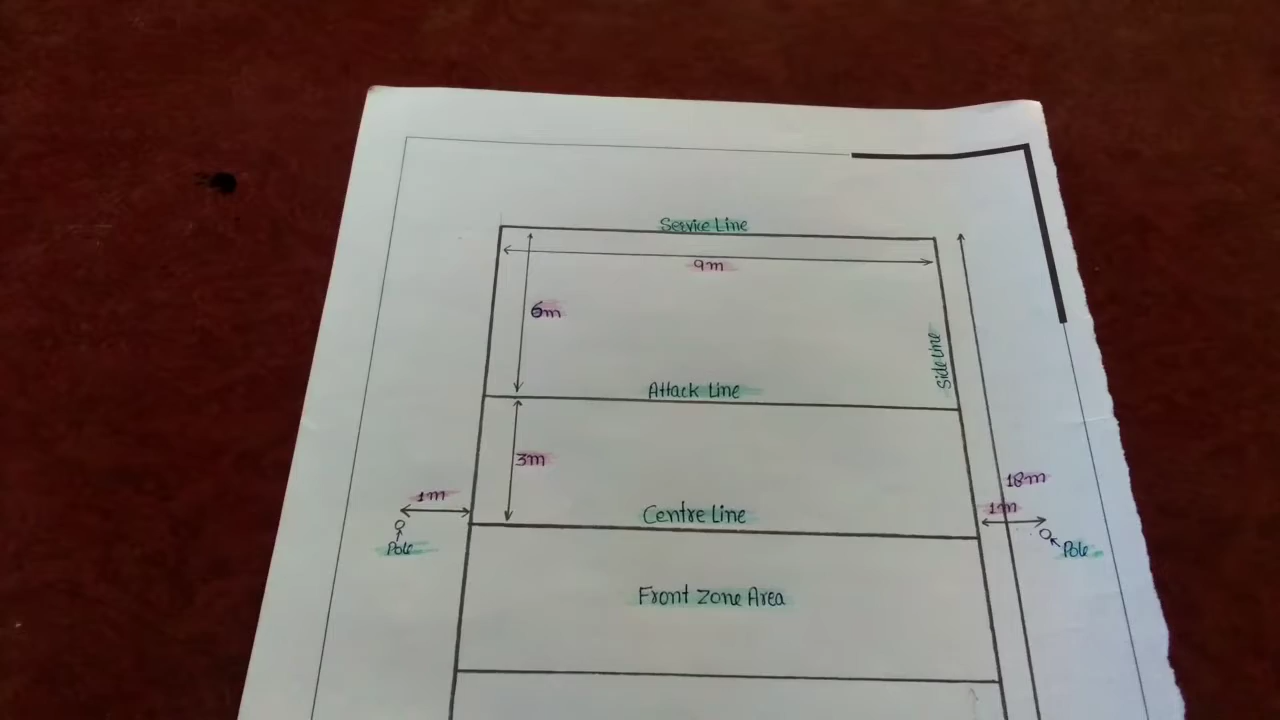 Service Line
9m
6m
Side Line
Attack Line
3m
18m
1m
1m
Centre Line
Pole
Pole
Front Zone Area